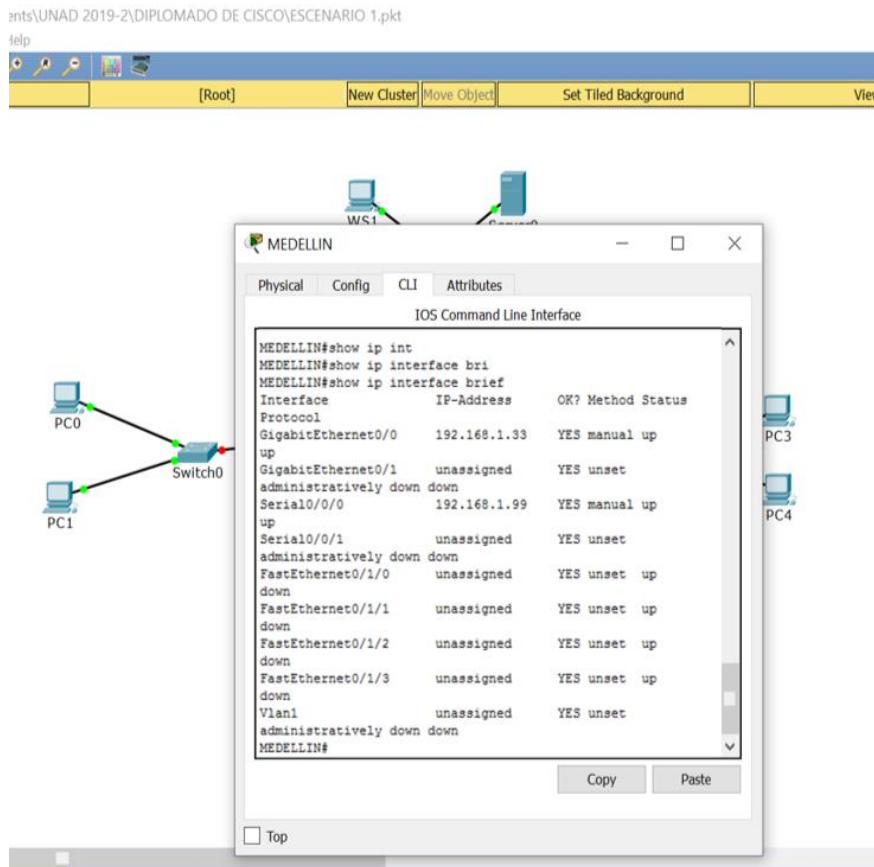 ents\UNAD 2019-2\DIPLOMADO DE CISCO\ESCENARIO 1.pkt
Help
[Root] New Cluster Move Object Set Tiled Background View
WS1
MEDELLIN
Physical Config CLI Attributes
IOS Command Line Interface
MEDELLIN#show ip int
MEDELLIN#show ip interface bri
MEDELLIN#show ip interface brief
Interface IP-Address OK? Method Status
Protocol
GigabitEthernet0/0 192.168.1.33 YES manual up
up
GigabitEthernet0/1 unassigned YES unset
administratively down down
Serial0/0/0 192.168.1.99 YES manual up
up
Serial0/0/1 unassigned YES unset
administratively down down
FastEthernet0/1/0 unassigned YES unset up
down
FastEthernet0/1/1 unassigned YES unset up
down
FastEthernet0/1/2 unassigned YES unset up
down
FastEthernet0/1/3 unassigned YES unset up
down
Vlan1 unassigned YES unset
administratively down down
MEDELLIN#
Copy Paste
Top
PC0
Switch0
PC1
PC3
PC4